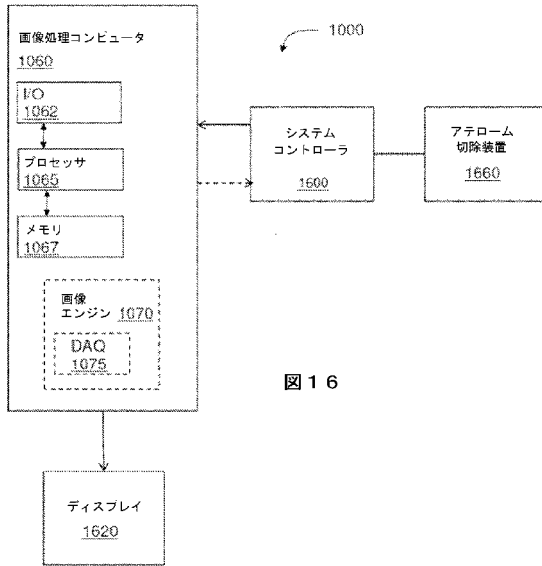 画像処理コンピュータ
1060
I/O
1062
プロセッサ
1065
メモリ
1067
画像
エンジン 1070
DAQ
1075
1000
システム
コントローラ
1600
アテローム
切除装置
1660
図16
ディスプレイ
1620